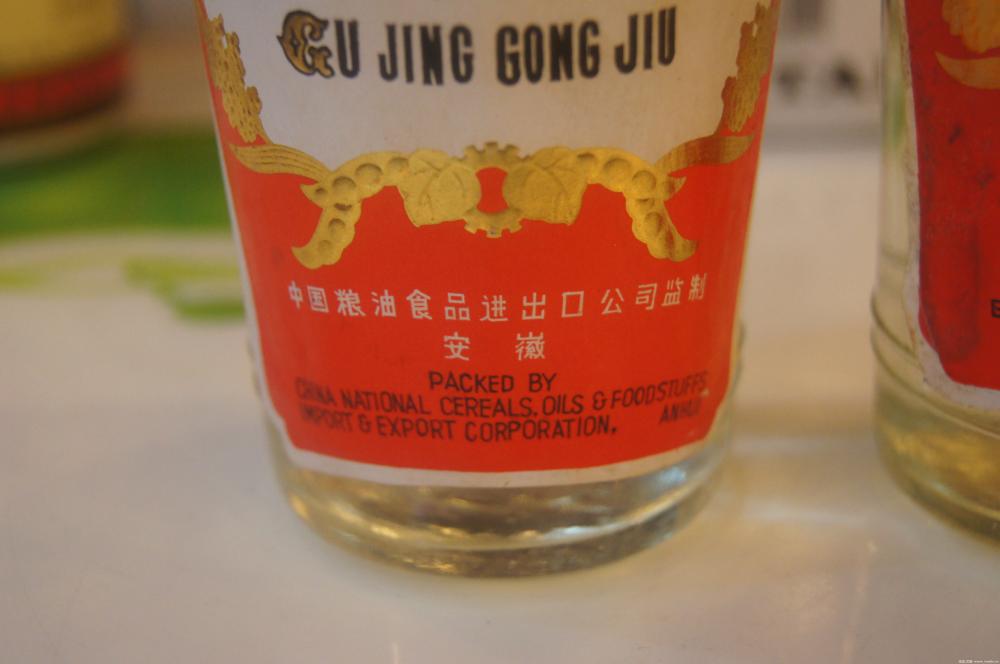 GU JING GONG JIU
中国粮油食品进出口公司监制
安 徽
PACKED BY
CHINA NATIONAL CEREALS, OILS & FOODSTUFFS
IMPORT & EXPORT CORPORATION, ANHUI